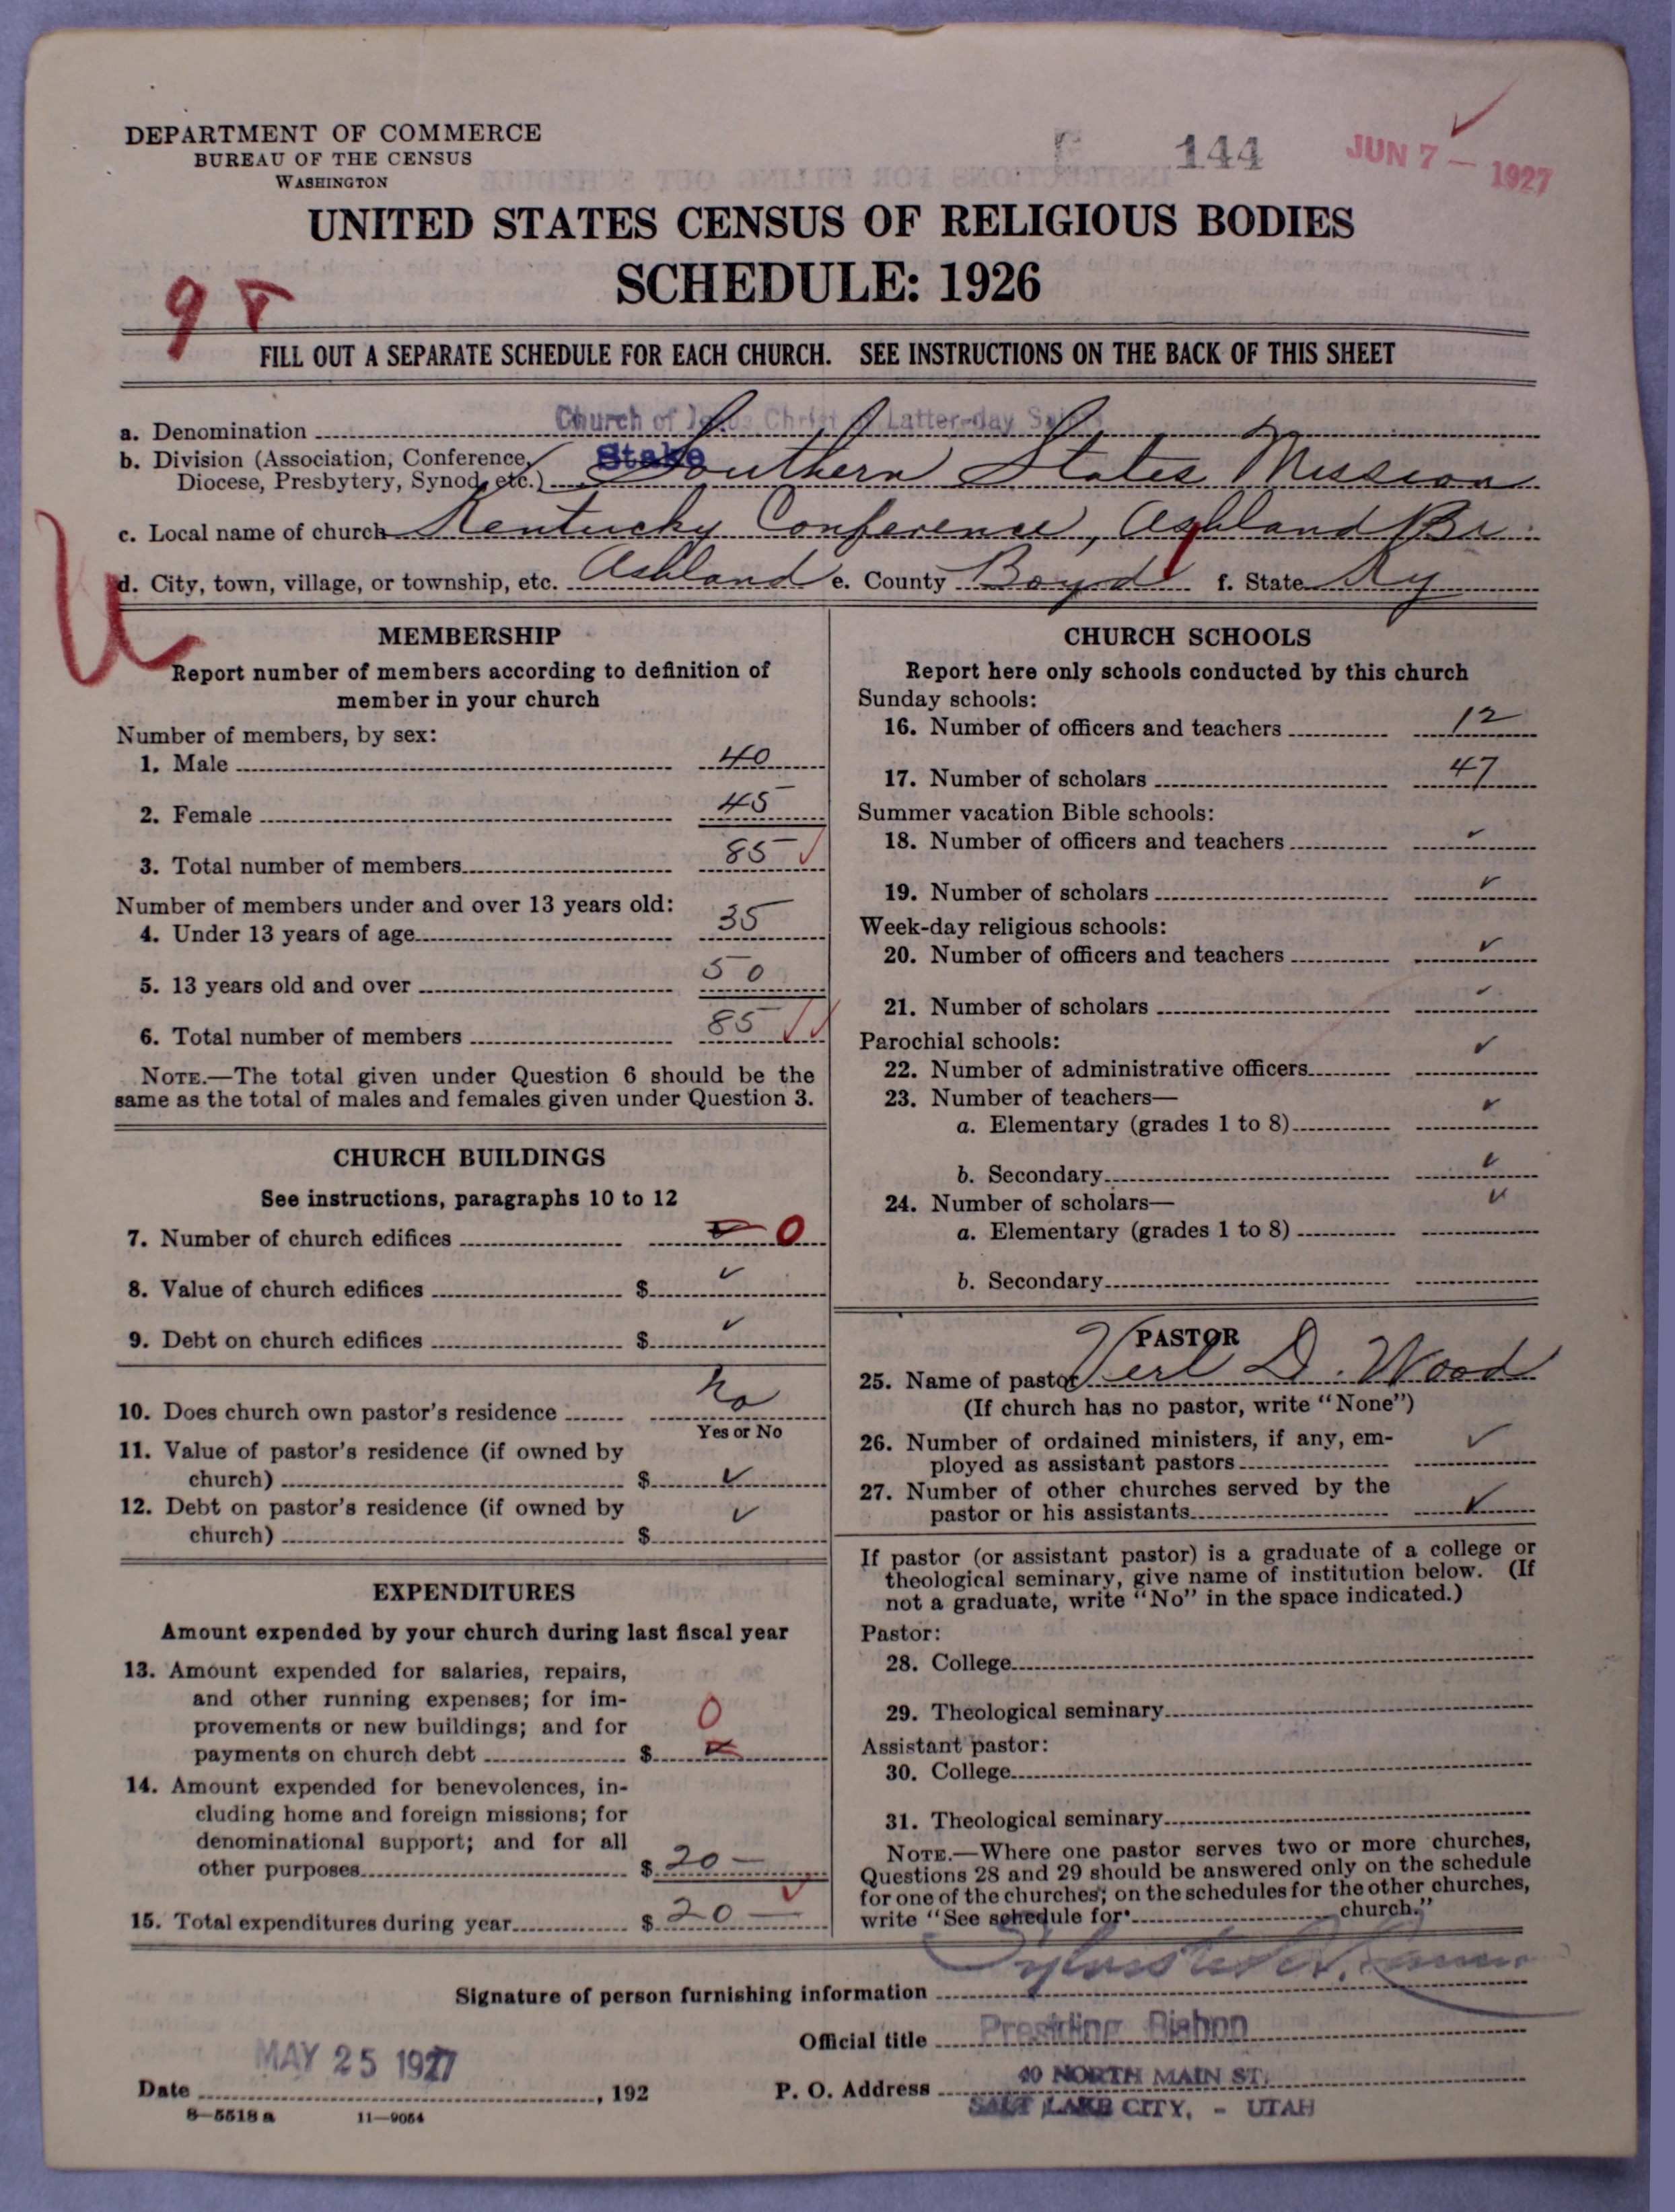 DEPARTMENT OF COMMERCE
BUREAU OF THE CENSUS
WASHINGTON
144
JUN 7 - 1927
UNITED STATES CENSUS OF RELIGIOUS BODIES
SCHEDULE: 1926
FILL OUT A SEPARATE SCHEDULE FOR EACH CHURCH. SEE INSTRUCTIONS ON THE BACK OF THIS SHEET
a. Denomination Church of Jesus Christ of Latter-day Saints
b. Division (Association, Conference, Stake
Diocese, Presbytery, Synod, etc.) Southern States Mission
c. Local name of church Kentucky Conference, Ashland Br.
d. City, town, village, or township, etc. Ashland e. County Boyd f. State Ky
MEMBERSHIP
Report number of members according to definition of
member in your church
Number of members, by sex:
1. Male 40
2. Female 45
3. Total number of members 85
Number of members under and over 13 years old:
4. Under 13 years of age 35
5. 13 years old and over 50
6. Total number of members 85
NOTE.—The total given under Question 6 should be the
same as the total of males and females given under Question 3.
CHURCH BUILDINGS
See instructions, paragraphs 10 to 12
7. Number of church edifices 0
8. Value of church edifices $ ✓
9. Debt on church edifices $ ✓
10. Does church own pastor's residence No
Yes or No
11. Value of pastor's residence (if owned by
church) $ ✓
12. Debt on pastor's residence (if owned by
church) $ ✓
EXPENDITURES
Amount expended by your church during last fiscal year
13. Amount expended for salaries, repairs,
and other running expenses; for im-
provements or new buildings; and for
payments on church debt $ 0
14. Amount expended for benevolences, in-
cluding home and foreign missions; for
denominational support; and for all
other purposes $ 20 —
15. Total expenditures during year $ 20 —
CHURCH SCHOOLS
Report here only schools conducted by this church
Sunday schools:
16. Number of officers and teachers 12
17. Number of scholars 47
Summer vacation Bible schools:
18. Number of officers and teachers ✓
19. Number of scholars ✓
Week-day religious schools:
20. Number of officers and teachers ✓
21. Number of scholars ✓
Parochial schools:
22. Number of administrative officers ✓
23. Number of teachers—
a. Elementary (grades 1 to 8) ✓
b. Secondary ✓
24. Number of scholars— ✓
a. Elementary (grades 1 to 8)
b. Secondary
PASTOR
25. Name of pastor Verl D. Wood
(If church has no pastor, write "None")
26. Number of ordained ministers, if any, em-
ployed as assistant pastors ✓
27. Number of other churches served by the
pastor or his assistants ✓
If pastor (or assistant pastor) is a graduate of a college or
theological seminary, give name of institution below. (If
not a graduate, write "No" in the space indicated.)
Pastor:
28. College
29. Theological seminary
Assistant pastor:
30. College
31. Theological seminary
NOTE.—Where one pastor serves two or more churches,
Questions 28 and 29 should be answered only on the schedule
for one of the churches; on the schedules for the other churches,
write "See schedule for church."
Signature of person furnishing information
Official title Presiding Bishop
MAY 25 1927
Date , 192
P. O. Address 40 NORTH MAIN ST.
SALT LAKE CITY, - UTAH
8—5518 a 11—9054